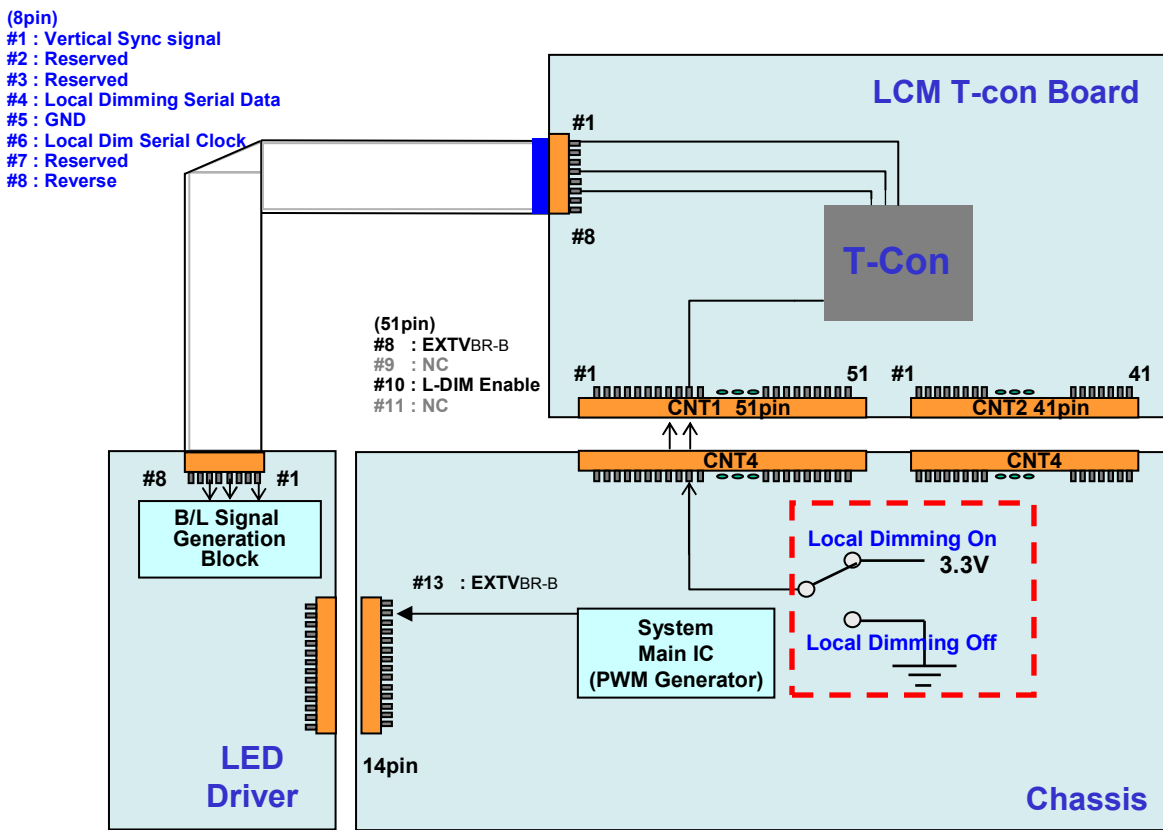 (8pin)
#1 : Vertical Sync signal
#2 : Reserved
#3 : Reserved
#4 : Local Dimming Serial Data
#5 : GND
#6 : Local Dim Serial Clock
#7 : Reserved
#8 : Reverse
LCM T-con Board
#1
#8
T-Con
(51pin)
#8 : EXTVBR-B
#9 : NC
#10 : L-DIM Enable
#11 : NC
#1
51
#1
41
CNT1 51pin
CNT2 41pin
CNT4
CNT4
#8
#1
B/L Signal
Generation
Block
Local Dimming On
3.3V
#13 : EXTVBR-B
System
Main IC
(PWM Generator)
Local Dimming Off
LED
Driver
14pin
Chassis